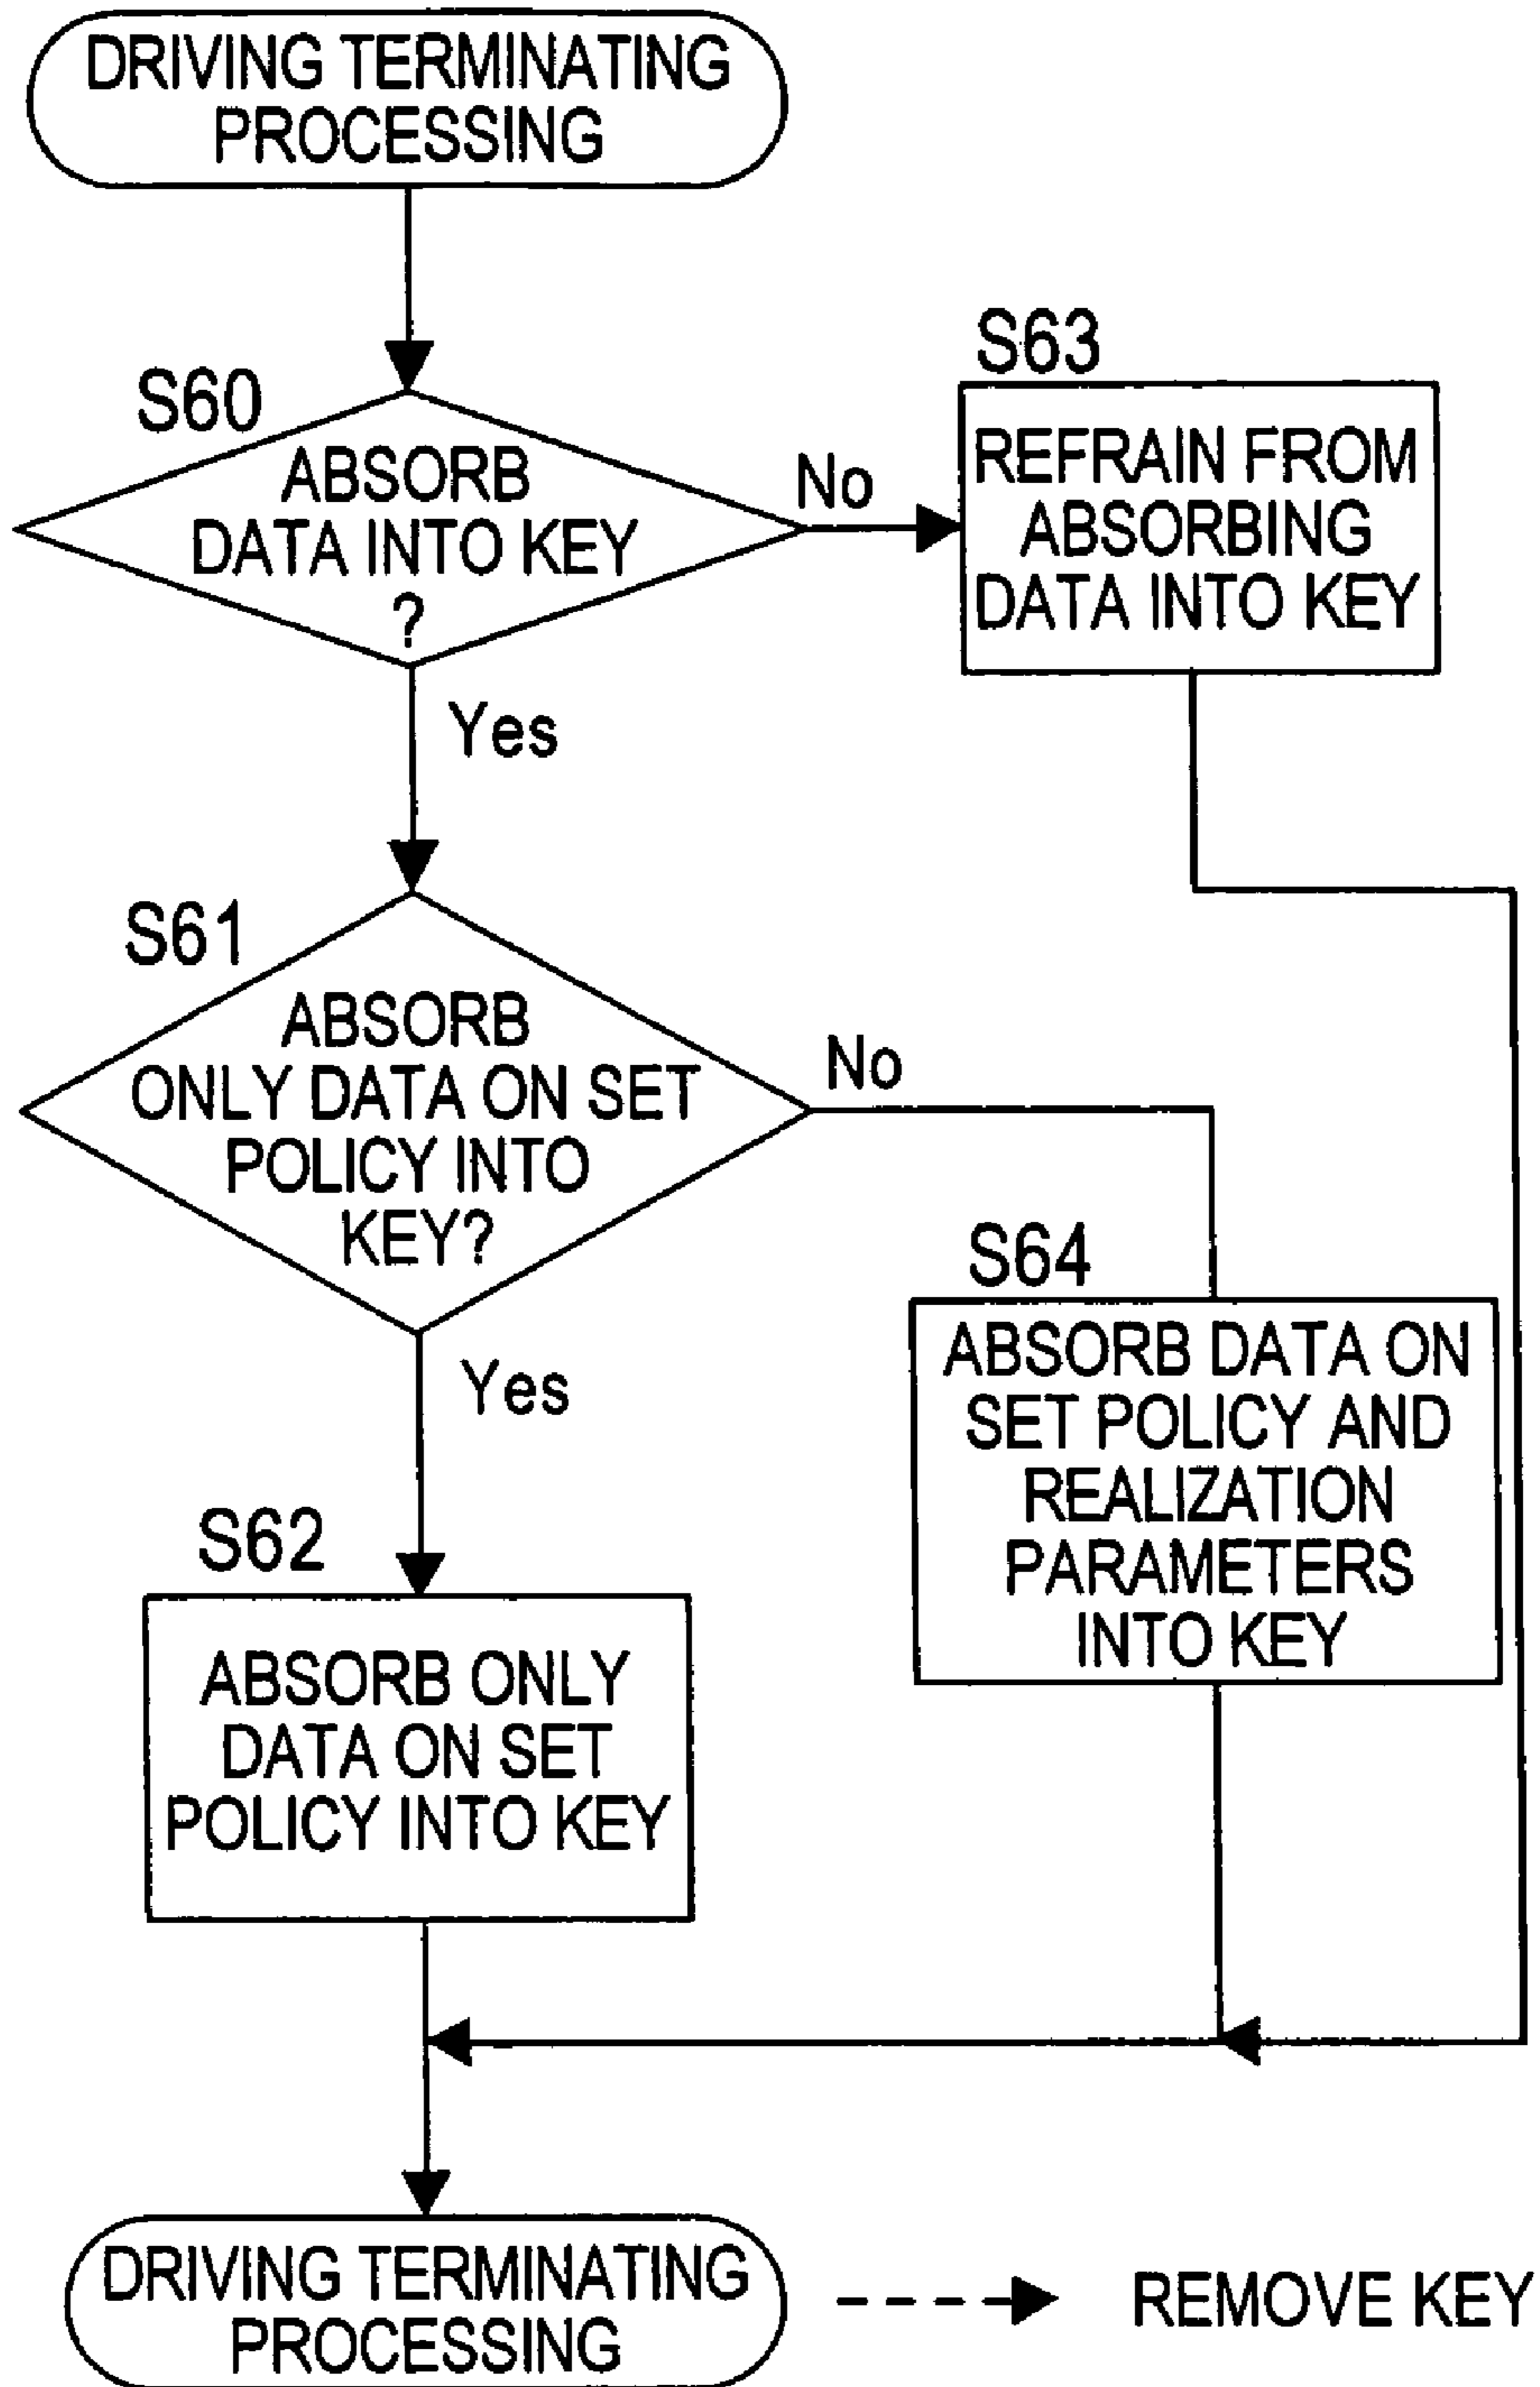 DRIVING TERMINATING
PROCESSING
S60
ABSORB
DATA INTO KEY
?
No
S63
REFRAIN FROM
ABSORBING
DATA INTO KEY
Yes
S61
ABSORB
ONLY DATA ON SET
POLICY INTO
KEY?
No
S64
ABSORB DATA ON
SET POLICY AND
REALIZATION
PARAMETERS
INTO KEY
Yes
S62
ABSORB ONLY
DATA ON SET
POLICY INTO KEY
DRIVING TERMINATING
PROCESSING
REMOVE KEY